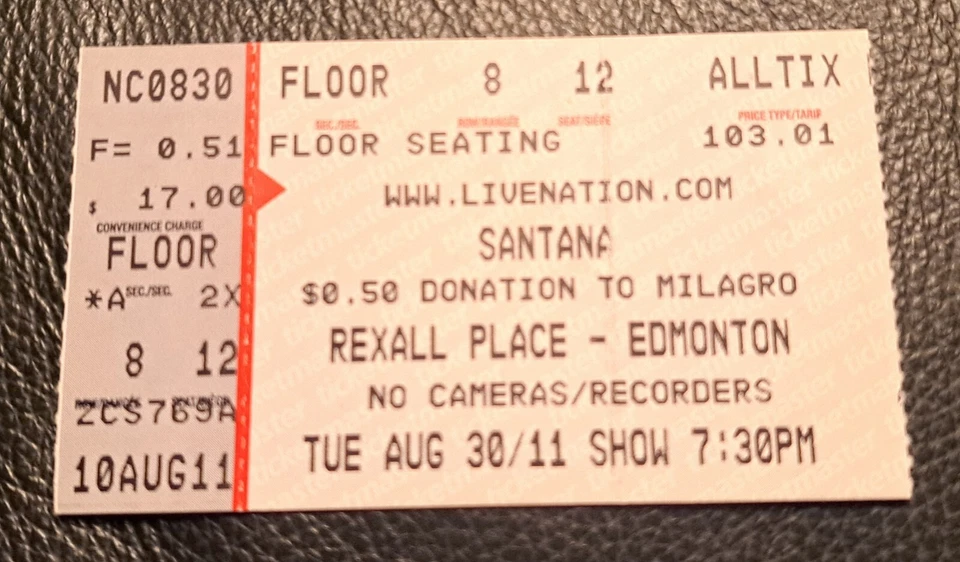 NC0830
F= 0.51
$ 17.00
CONVENIENCE CHARGE
FLOOR
SEC./SEC.
*A 2X
8 12
ZCS769A
10AUG11
FLOOR 8 12 ALLTIX
SEC./SEC. ROW/RANGÉE SEAT/SIÈGE PRICE TYPE/TARIF
FLOOR SEATING 103.01
WWW.LIVENATION.COM
SANTANA
$0.50 DONATION TO MILAGRO
REXALL PLACE - EDMONTON
NO CAMERAS/RECORDERS
TUE AUG 30/11 SHOW 7:30PM